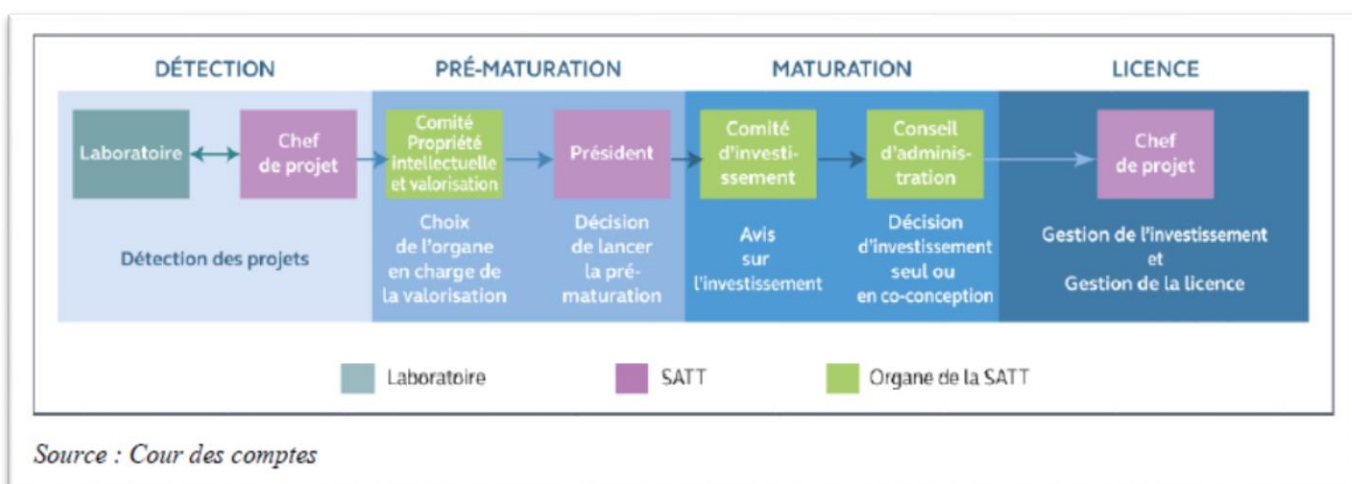 DÉTECTION
PRÉ-MATURATION
MATURATION
LICENCE
Laboratoire
Chef
de projet
Comité
Propriété
intellectuelle
et valorisation
Président
Comité
d'investi-
ssement
Conseil
d'adminis-
tration
Chef
de projet
Détection des projets
Choix
de l'organe
en charge de
la valorisation
Décision
de lancer
la pré-
maturation
Avis
sur
l'investissement
Décision
d'investissement
seul ou
en co-conception
Gestion de l'investissement
et
Gestion de la licence
Laboratoire
SATT
Organe de la SATT
Source : Cour des comptes